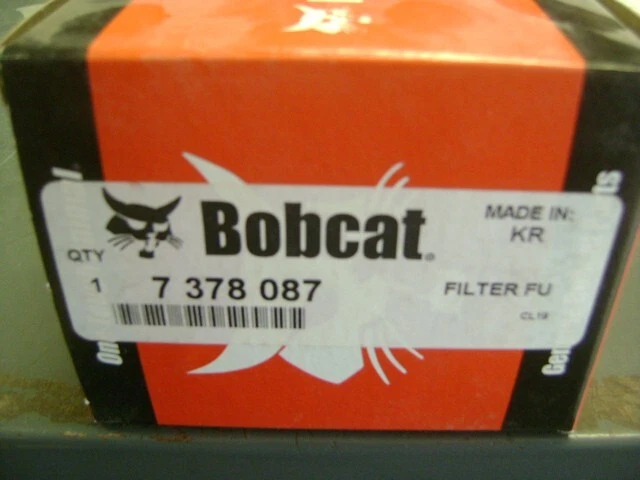 Bobcat®
MADE IN:
KR
QTY
1
7 378 087
FILTER FU
CL19